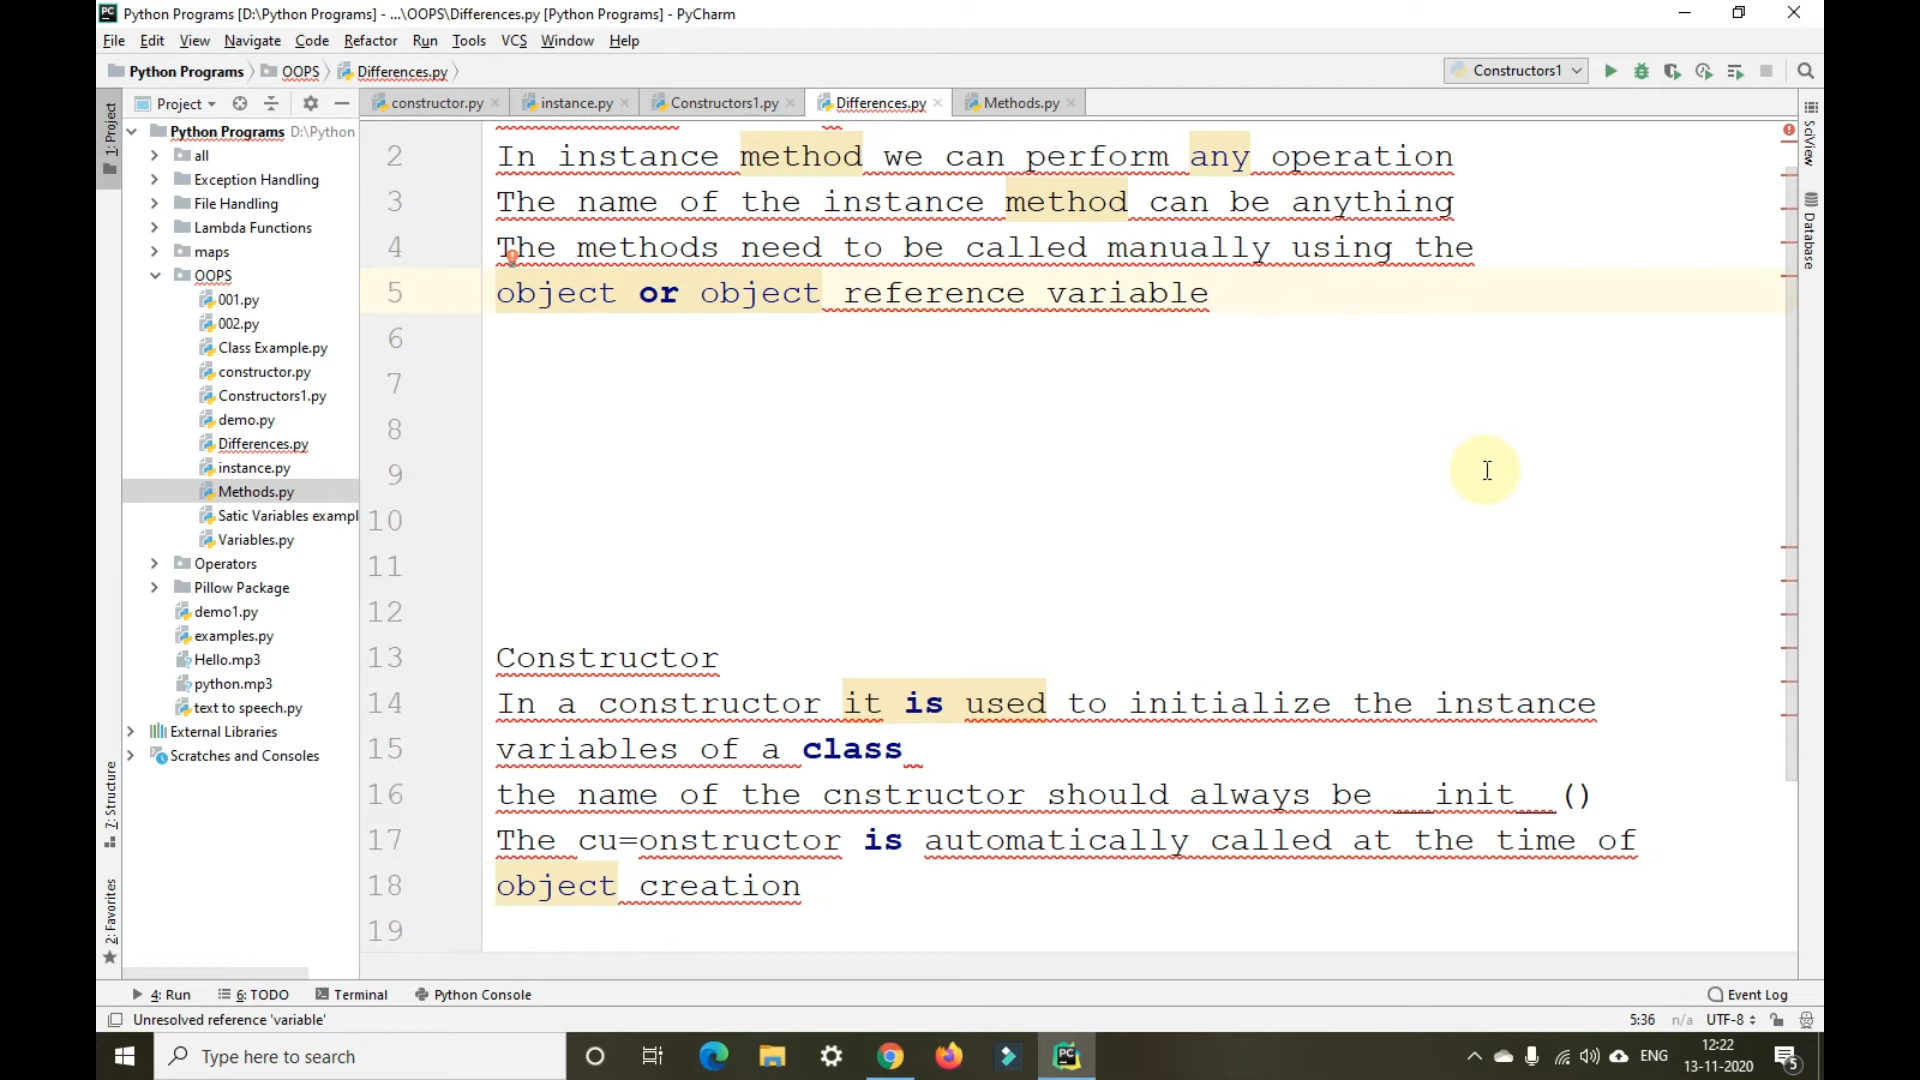 Python Programs [D:\Python Programs] - ...\OOPS\Differences.py [Python Programs] - PyCharm
File Edit View Navigate Code Refactor Run Tools VCS Window Help
Python Programs OOPS Differences.py
Constructors1
Project
constructor.py instance.py Constructors1.py Differences.py Methods.py
1: Project
7: Structure
2: Favorites
Python Programs D:\Python
all
Exception Handling
File Handling
Lambda Functions
maps
OOPS
001.py
002.py
Class Example.py
constructor.py
Constructors1.py
demo.py
Differences.py
instance.py
Methods.py
Satic Variables exampl
Variables.py
Operators
Pillow Package
demo1.py
examples.py
Hello.mp3
python.mp3
text to speech.py
External Libraries
Scratches and Consoles
2 In instance method we can perform any operation
3 The name of the instance method can be anything
4 The methods need to be called manually using the
5 object or object reference variable
6
7
8
9
10
11
12
13 Constructor
14 In a constructor it is used to initialize the instance
15 variables of a class
16 the name of the cnstructor should always be __init__()
17 The cu=onstructor is automatically called at the time of
18 object creation
19
SciView
Database
4: Run 6: TODO Terminal Python Console Event Log
Unresolved reference 'variable' 5:36 n/a UTF-8
Type here to search
PC
ENG
12:22
13-11-2020
5